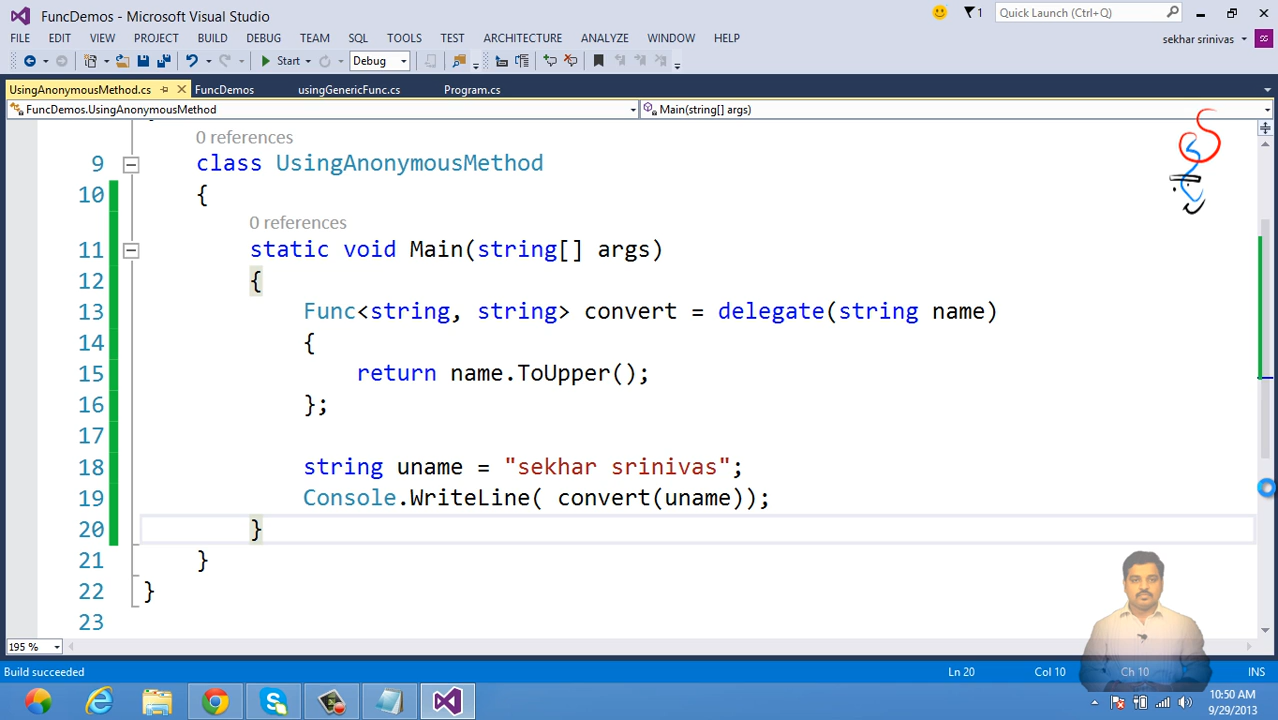 FuncDemos - Microsoft Visual Studio
1
Quick Launch (Ctrl+Q)
FILE EDIT VIEW PROJECT BUILD DEBUG TEAM SQL TOOLS TEST ARCHITECTURE ANALYZE WINDOW HELP
sekhar srinivas
Start Debug
UsingAnonymousMethod.cs FuncDemos usingGenericFunc.cs Program.cs
FuncDemos.UsingAnonymousMethod Main(string[] args)
0 references
9 class UsingAnonymousMethod
10 {
0 references
11 static void Main(string[] args)
12 {
13 Func<string, string> convert = delegate(string name)
14 {
15 return name.ToUpper();
16 };
17
18 string uname = "sekhar srinivas";
19 Console.WriteLine( convert(uname));
20 }
21 }
22 }
23
195 %
Build succeeded Ln 20 Col 10 Ch 10 INS
10:50 AM
9/29/2013